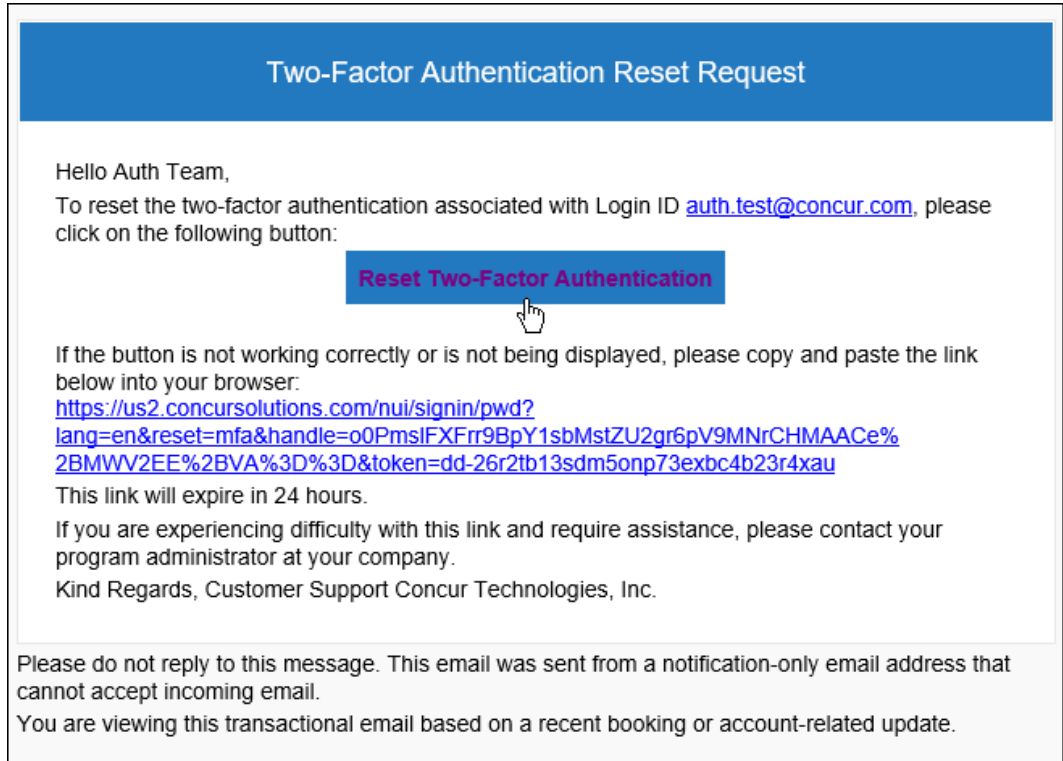 Two-Factor Authentication Reset Request
Hello Auth Team,
To reset the two-factor authentication associated with Login ID auth.test@concur.com, please
click on the following button:
Reset Two-Factor Authentication
If the button is not working correctly or is not being displayed, please copy and paste the link
below into your browser:
https://us2.concursolutions.com/nui/signin/pwd?
lang=en&reset=mfa&handle=o0PmslFXFrr9BpY1sbMstZU2gr6pV9MNrCHMAACe%
2BMWV2EE%2BVA%3D%3D&token=dd-26r2tb13sdm5onp73exbc4b23r4xau
This link will expire in 24 hours.
If you are experiencing difficulty with this link and require assistance, please contact your
program administrator at your company.
Kind Regards, Customer Support Concur Technologies, Inc.
Please do not reply to this message. This email was sent from a notification-only email address that
cannot accept incoming email.
You are viewing this transactional email based on a recent booking or account-related update.